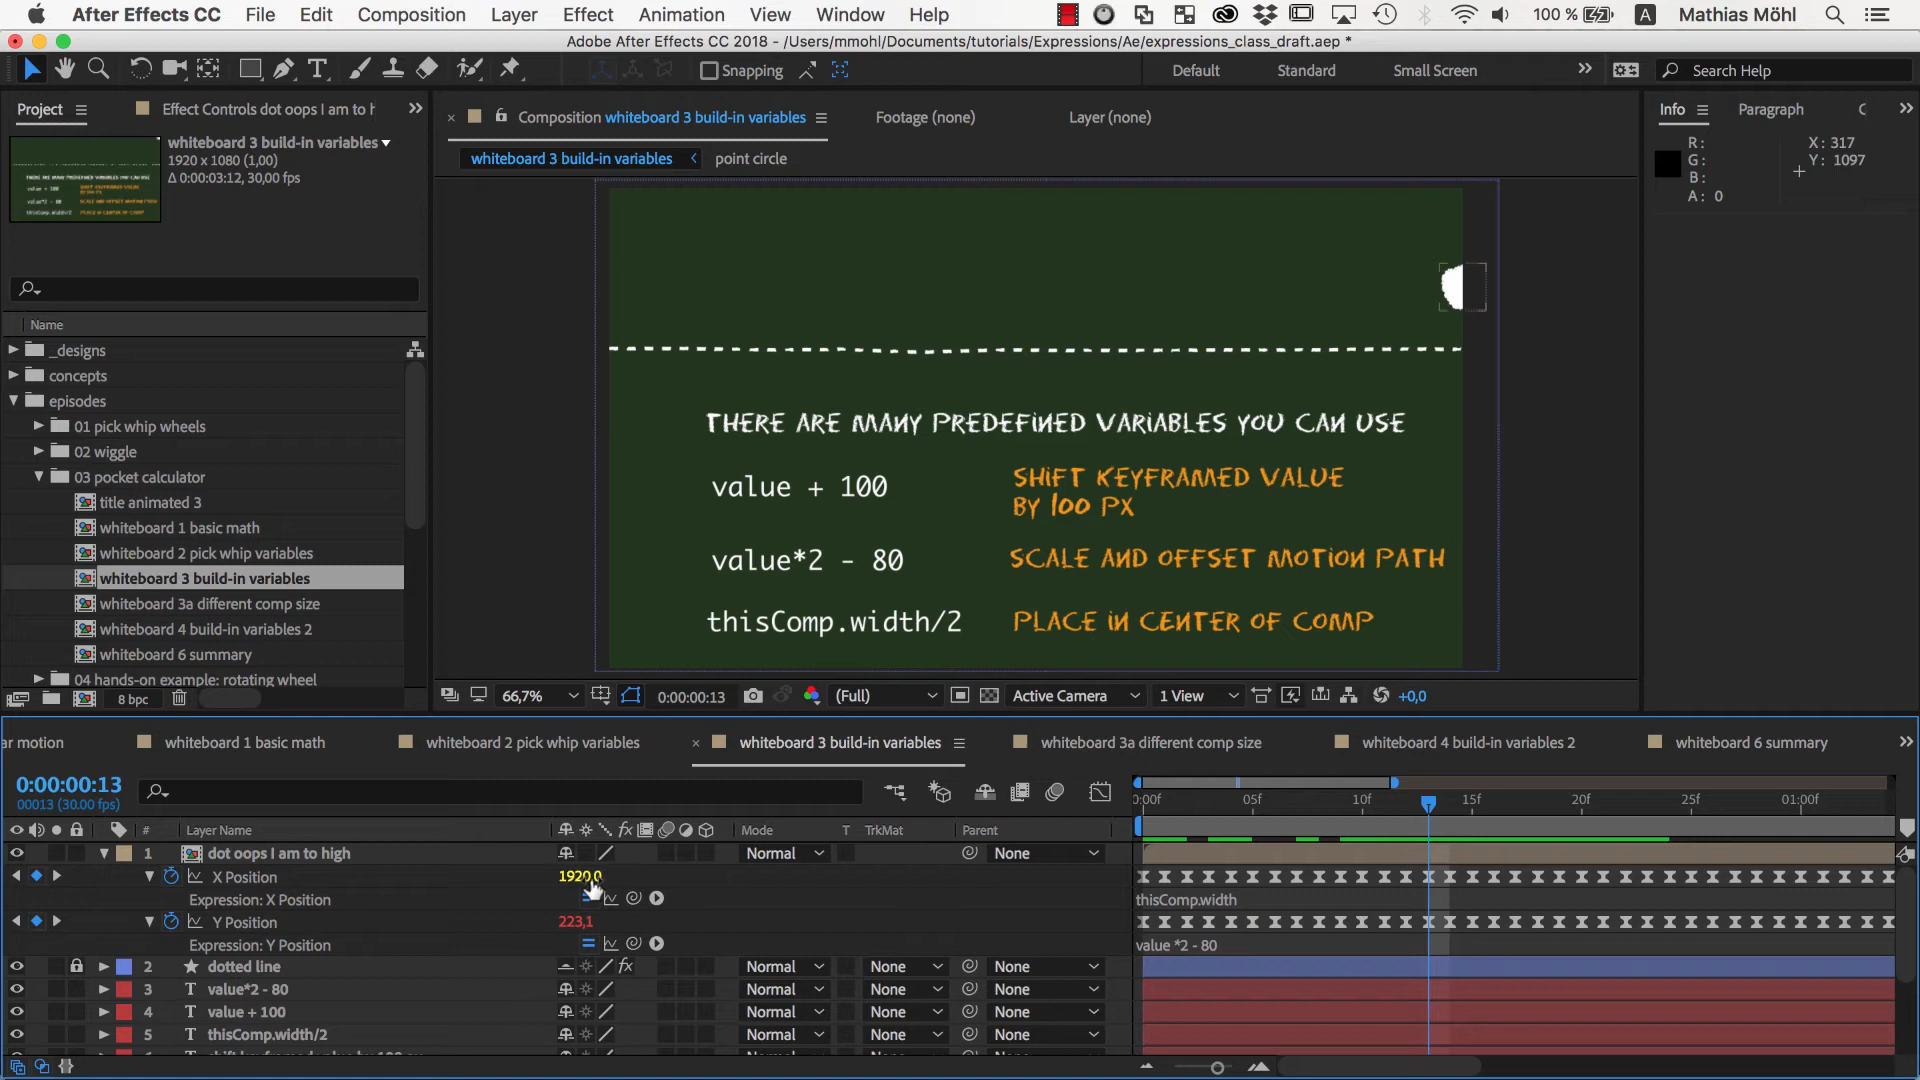 After Effects CC File Edit Composition Layer Effect Animation View Window Help 100 % A Mathias Möhl
Adobe After Effects CC 2018 - /Users/mmohl/Documents/tutorials/Expressions/Ae/expressions_class_draft.aep *
Snapping Default Standard Small Screen Search Help
Project Effect Controls dot oops I am to h
Composition whiteboard 3 build-in variables Footage (none) Layer (none)
Info Paragraph C
whiteboard 3 build-in variables
1920 x 1080 (1,00)
Δ 0:00:03:12, 30,00 fps
whiteboard 3 build-in variables point circle
R: X: 317
G: Y: 1097
B:
A: 0
Name
_designs
concepts
episodes
01 pick whip wheels
02 wiggle
03 pocket calculator
title animated 3
whiteboard 1 basic math
whiteboard 2 pick whip variables
whiteboard 3 build-in variables
whiteboard 3a different comp size
whiteboard 4 build-in variables 2
whiteboard 6 summary
04 hands-on example: rotating wheel
8 bpc
THERE ARE MANY PREDEFINED VARIABLES YOU CAN USE
value + 100 SHIFT KEYFRAMED VALUE
BY 100 PX
value*2 - 80 SCALE AND OFFSET MOTION PATH
thisComp.width/2 PLACE IN CENTER OF COMP
66,7% 0:00:00:13 (Full) Active Camera 1 View +0,0
ar motion whiteboard 1 basic math whiteboard 2 pick whip variables whiteboard 3 build-in variables whiteboard 3a different comp size whiteboard 4 build-in variables 2 whiteboard 6 summary
0:00:00:13
00013 (30.00 fps)
0:00f 05f 10f 15f 20f 25f 01:00f
# Layer Name Mode T TrkMat Parent
1 dot oops I am to high Normal None
X Position 1920,0
Expression: X Position thisComp.width
Y Position 223,1
Expression: Y Position value *2 - 80
2 dotted line Normal None None
3 T value*2 - 80 Normal None None
4 T value + 100 Normal None None
5 T thisComp.width/2 Normal None None